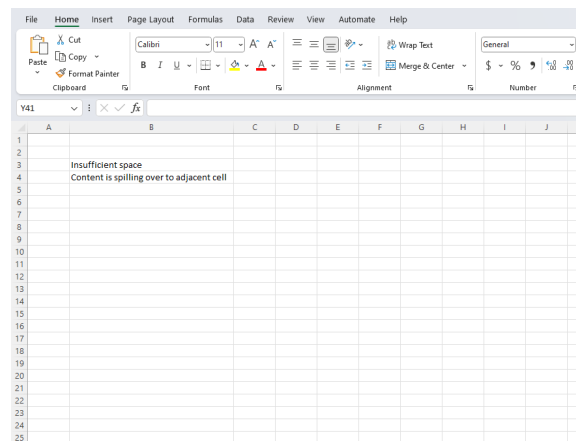 File Home Insert Page Layout Formulas Data Review View Automate Help
Cut
Calibri 11 A A Wrap Text General
Paste Copy
Format Painter B I U A Merge & Center $ % 9 .00
Clipboard Font Alignment Number
Y41 fx
A B C D E F G H I J
1
2
3 Insufficient space
4 Content is spilling over to adjacent cell
5
6
7
8
9
10
11
12
13
14
15
16
17
18
19
20
21
22
23
24
25